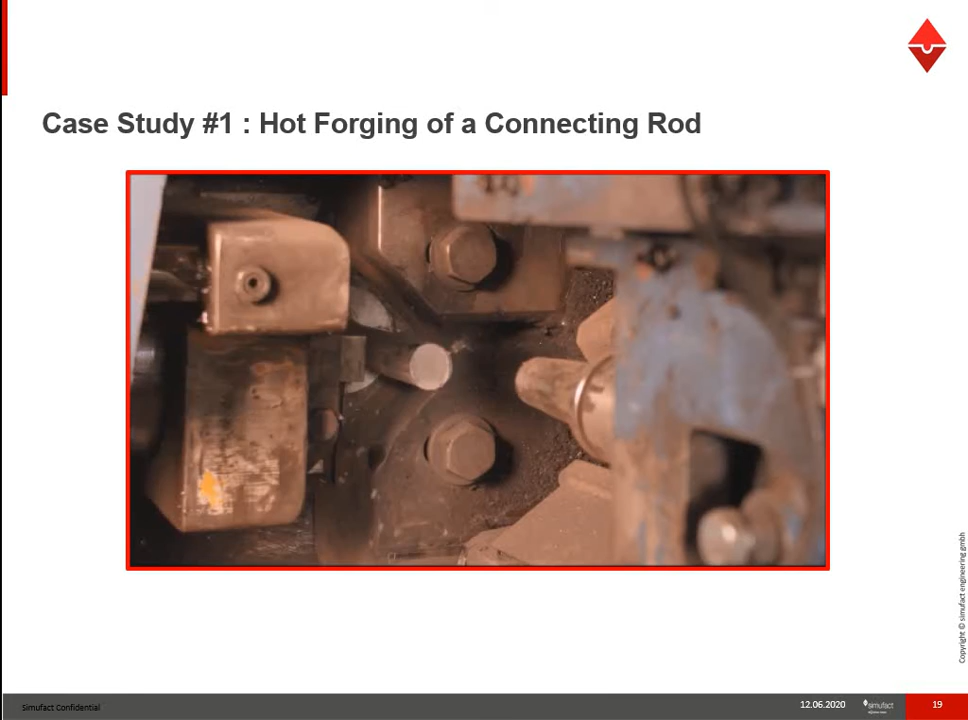 Case Study #1 : Hot Forging of a Connecting Rod
Copyright © simufact engineering gmbh
Simufact Confidential
12.06.2020
simufact
19